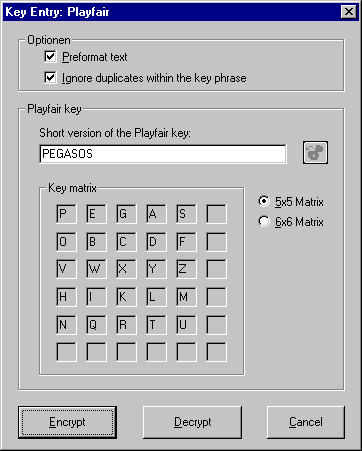 Key Entry: Playfair
Optionen
Preformat text
Ignore duplicates within the key phrase
Playfair key
Short version of the Playfair key:
PEGASOS
Key matrix
P E G A S
O B C D F
V W X Y Z
H I K L M
N Q R T U
5x5 Matrix
6x6 Matrix
Encrypt Decrypt Cancel